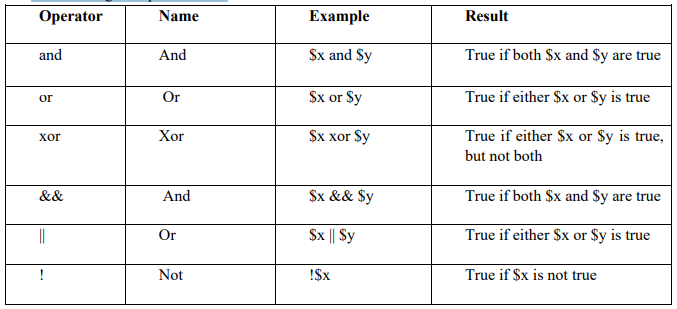 Operator Name Example Result
and And $x and $y True if both $x and $y are true
or Or $x or $y True if either $x or $y is true
xor Xor $x xor $y True if either $x or $y is true,
but not both
&& And $x && $y True if both $x and $y are true
|| Or $x || $y True if either $x or $y is true
! Not !$x True if $x is not true